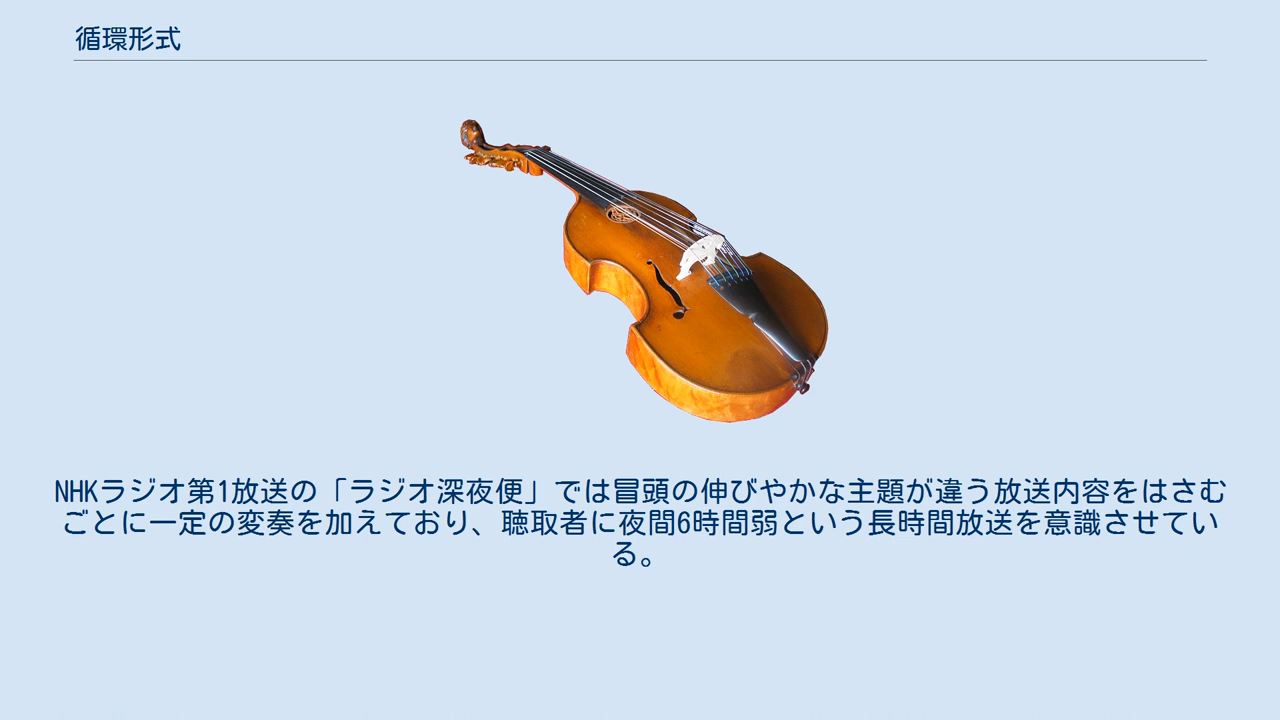 循環形式
NHKラジオ第1放送の「ラジオ深夜便」では冒頭の伸びやかな主題が違う放送内容をはさむ
ごとに一定の変奏を加えており、聴取者に夜間6時間弱という長時間放送を意識させてい
る。